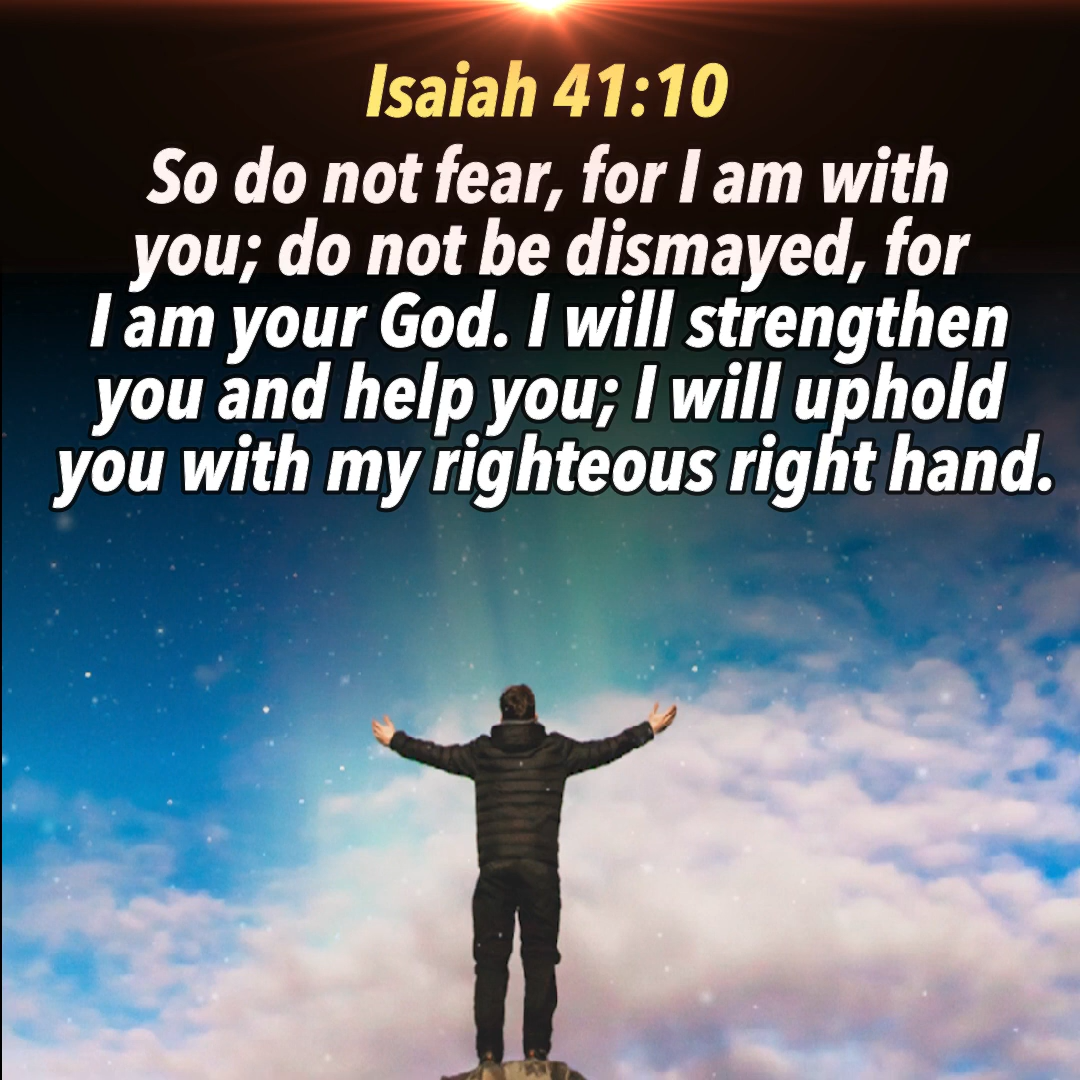 Isaiah 41:10
So do not fear, for I am with
you; do not be dismayed, for
I am your God. I will strengthen
you and help you; I will uphold
you with my righteous right hand.